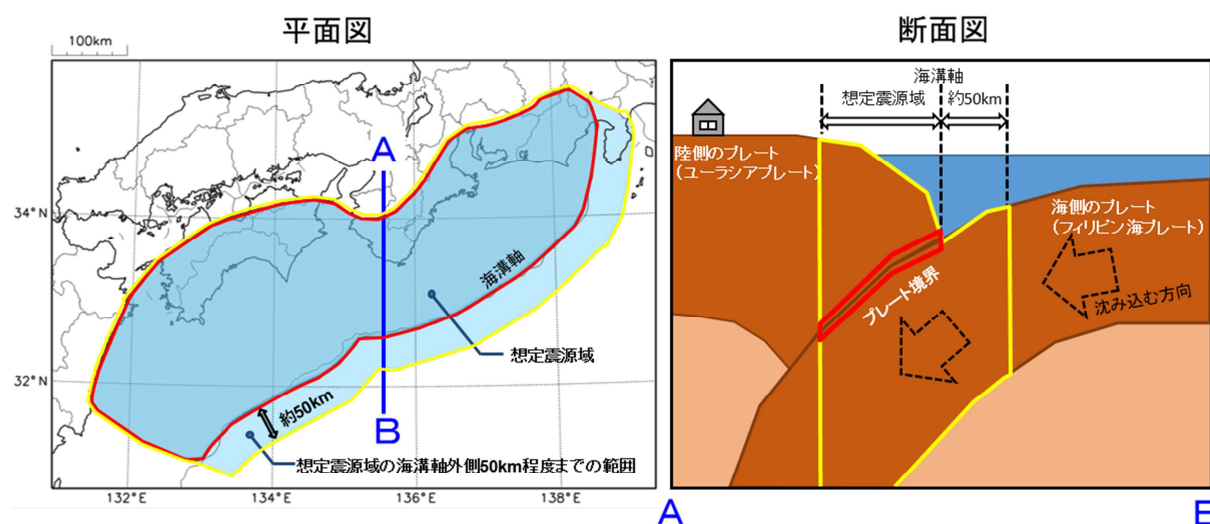 平面図
100km
34°N
32°N
132°E
134°E
136°E
138°E
A
B
海溝軸
想定震源域
約50km
想定震源域の海溝軸外側50km程度までの範囲
断面図
海溝軸
想定震源域
約50km
陸側のプレート
(ユーラシアプレート)
海側のプレート
(フィリピン海プレート)
プレート境界
沈み込む方向
A
B